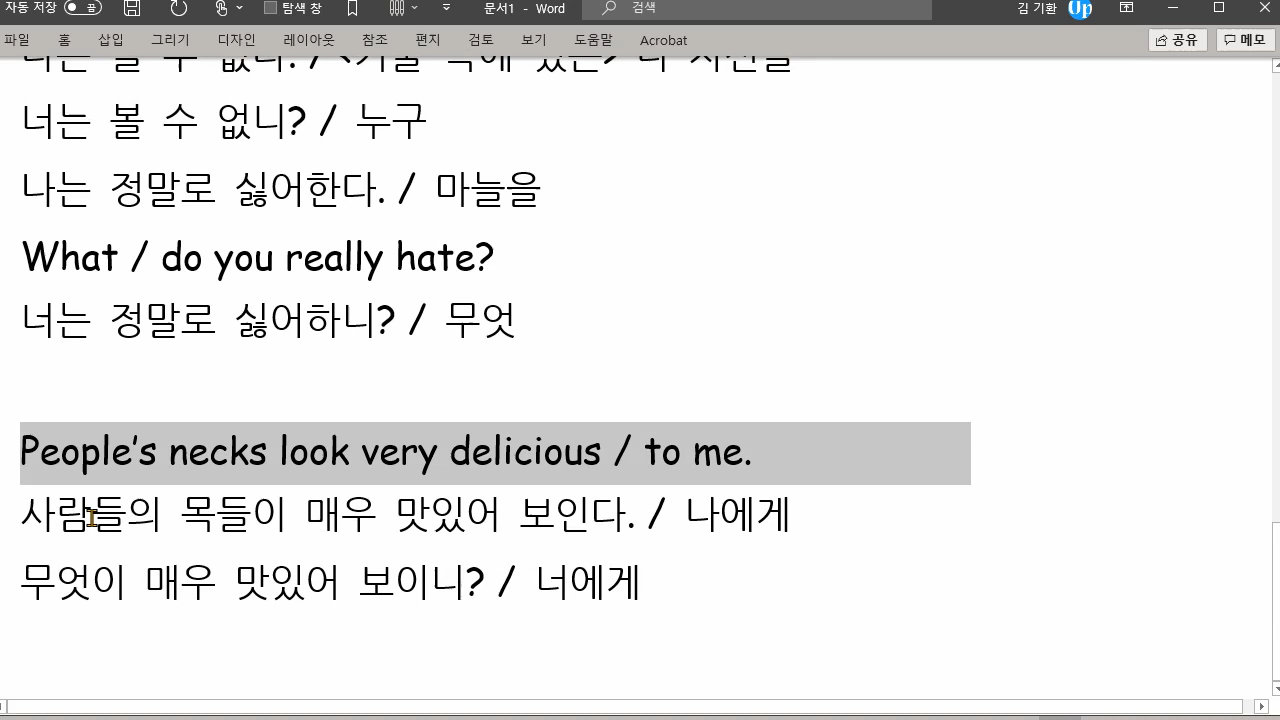 자동 저장 끔 탐색 창 문서1 - Word 검색 김 기환 Up
파일 홈 삽입 그리기 디자인 레이아웃 참조 편지 검토 보기 도움말 Acrobat 공유 메모
너는 볼 수 없니? / 누구
나는 정말로 싫어한다. / 마늘을
What / do you really hate?
너는 정말로 싫어하니? / 무엇
People's necks look very delicious / to me.
사람들의 목들이 매우 맛있어 보인다. / 나에게
무엇이 매우 맛있어 보이니? / 너에게